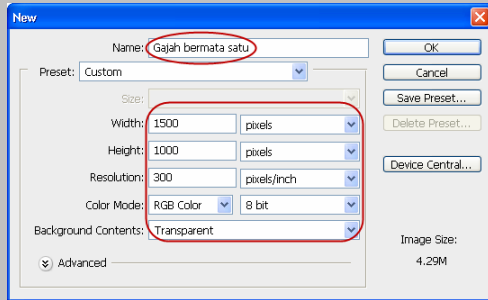 New
Name: Gajah bermata satu
OK
Preset: Custom
Cancel
Size:
Save Preset...
Width: 1500 pixels
Delete Preset...
Height: 1000 pixels
Resolution: 300 pixels/inch
Device Central...
Color Mode: RGB Color 8 bit
Background Contents: Transparent
Image Size:
Advanced
4.29M